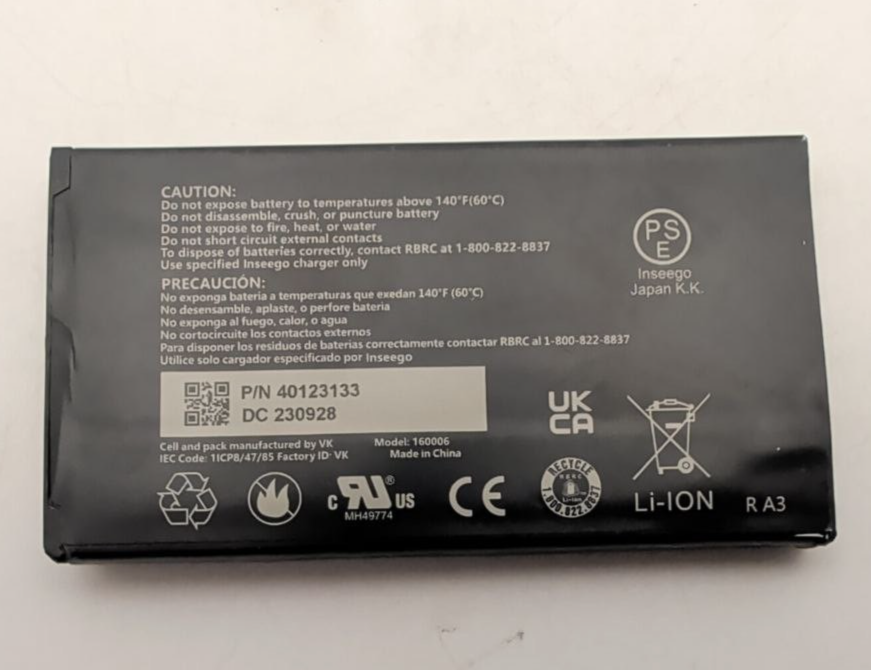 CAUTION:
Do not expose battery to temperatures above 140°F(60°C)
Do not disassemble, crush, or puncture battery
Do not expose to fire, heat, or water
Do not short circuit external contacts
To dispose of batteries correctly, contact RBRC at 1-800-822-8837
Use specified Inseego charger only
PRECAUCIÓN:
No exponga bateria a temperaturas que exedan 140°F (60°C)
No desensamble, aplaste, o perfore bateria
No exponga al fuego, calor, o agua
No cortocircuite los contactos externos
Para disponer los residuos de baterías correctamente contactar RBRC al 1-800-822-8837
Utilice solo cargador especificado por Inseego
PS
E
Inseego
Japan K.K.
P/N 40123133
DC 230928
UK
CA
Cell and pack manufactured by VK
Model: 160006
IEC Code: 1ICP8/47/85 Factory ID: VK
Made in China
C RU ® US
MH49774
CE
RECYCLE
Li-Ion
1.800.822.8837
Li-ION
R A3